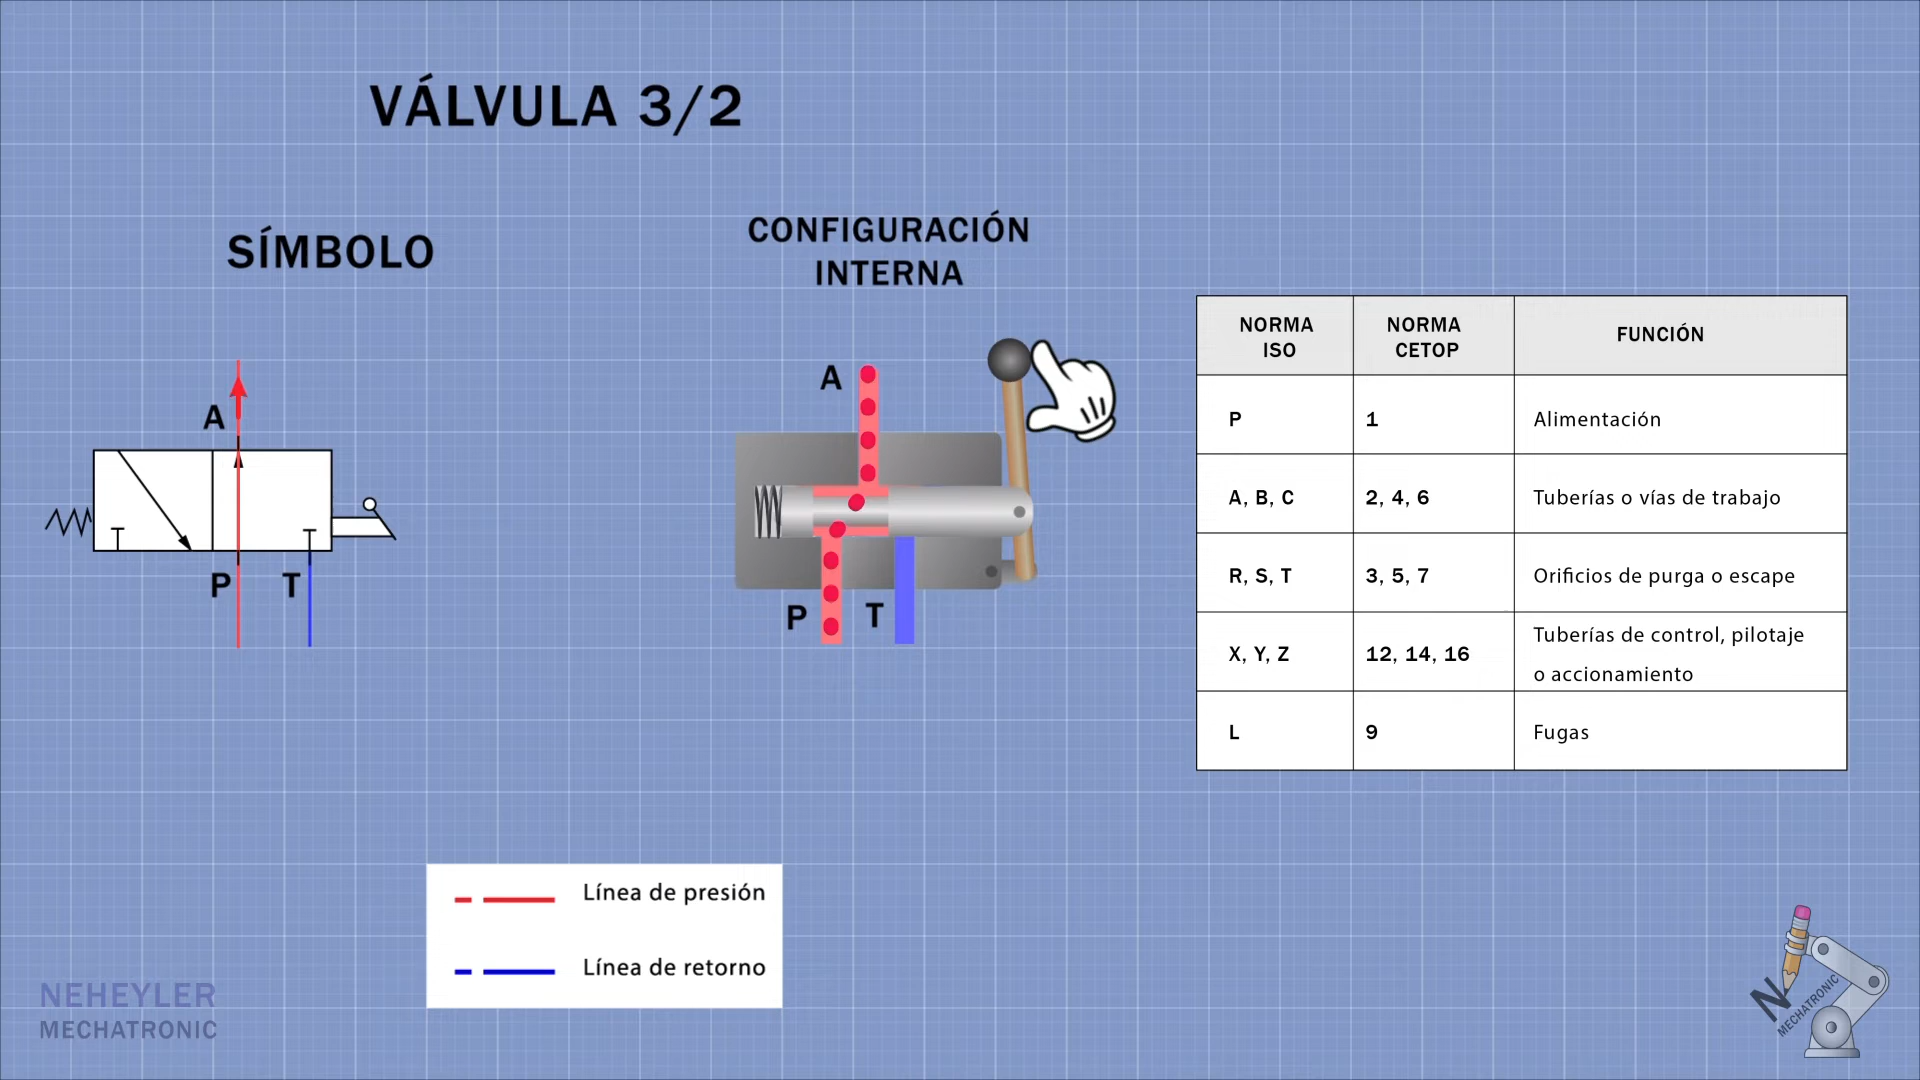 VÁLVULA 3/2
SÍMBOLO
CONFIGURACIÓN
INTERNA
A
P
T
A
P
T
NORMA ISO | NORMA CETOP | FUNCIÓN
P | 1 | Alimentación
A, B, C | 2, 4, 6 | Tuberías o vías de trabajo
R, S, T | 3, 5, 7 | Orificios de purga o escape
X, Y, Z | 12, 14, 16 | Tuberías de control, pilotaje
o accionamiento
L | 9 | Fugas
Línea de presión
Línea de retorno
NEHEYLER
MECHATRONIC
N
MECHATRONIC